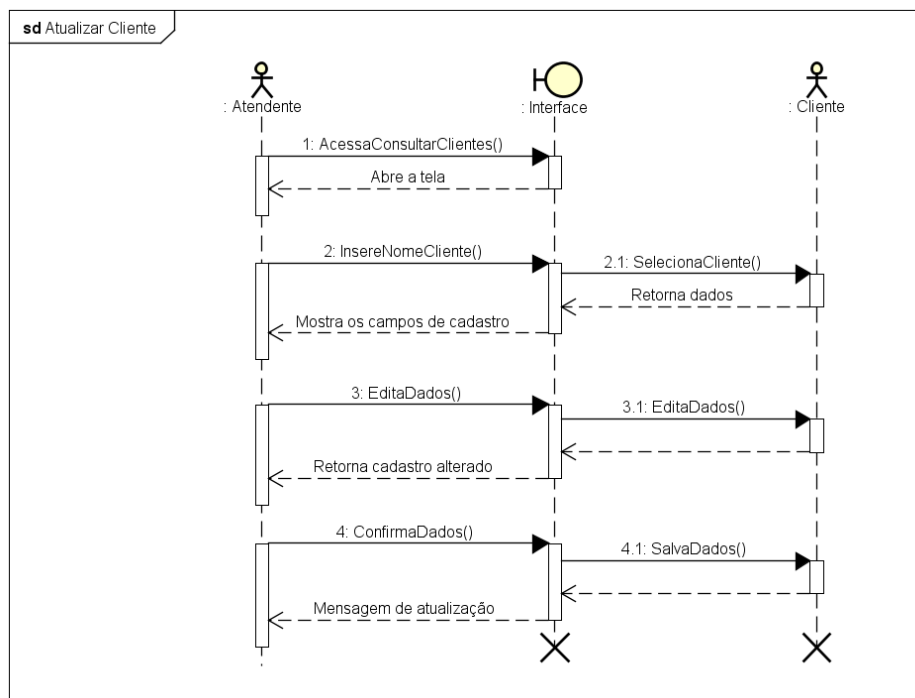 sd Atualizar Cliente
: Atendente
: Interface
: Cliente
1: AcessaConsultarClientes()
Abre a tela
2: InsereNomeCliente()
2.1: SelecionaCliente()
Retorna dados
Mostra os campos de cadastro
3: EditaDados()
3.1: EditaDados()
Retorna cadastro alterado
4: ConfirmaDados()
4.1: SalvaDados()
Mensagem de atualização